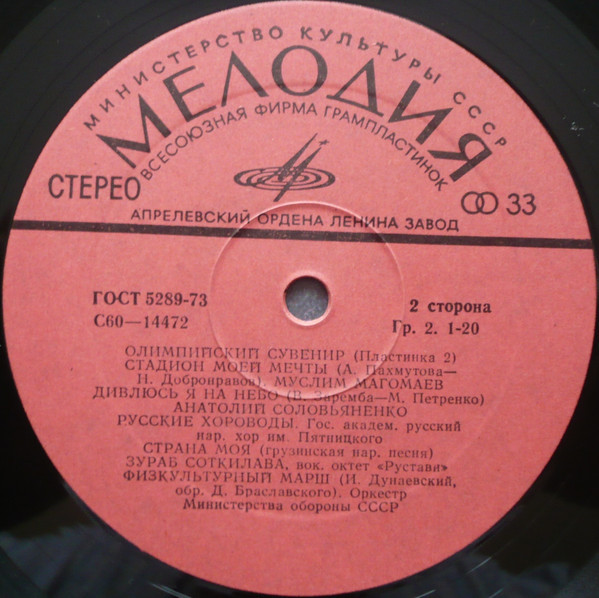 МИНИСТЕРСТВО КУЛЬТУРЫ СССР
МЕЛОДИЯ
ВСЕСОЮЗНАЯ ФИРМА ГРАМПЛАСТИНОК
СТЕРЕО
33
АПРЕЛЕВСКИЙ ОРДЕНА ЛЕНИНА ЗАВОД
ГОСТ 5289-73
2 сторона
С60—14472
Гр. 2. 1-20
ОЛИМПИЙСКИЙ СУВЕНИР (Пластинка 2)
СТАДИОН МОЕЙ МЕЧТЫ (А. Пахмутова—
Н. Добронравов). МУСЛИМ МАГОМАЕВ
ДИВЛЮСЬ Я НА НЕБО (В. Заремба—М. Петренко)
АНАТОЛИЙ СОЛОВЬЯНЕНКО
РУССКИЕ ХОРОВОДЫ. Гос. академ. русский
нар. хор им. Пятницкого
СТРАНА МОЯ (грузинская нар. песня)
ЗУРАБ СОТКИЛАВА, вок. октет «Рустави»
ФИЗКУЛЬТУРНЫЙ МАРШ (И. Дунаевский,
обр. Д. Браславского). Оркестр
Министерства обороны СССР